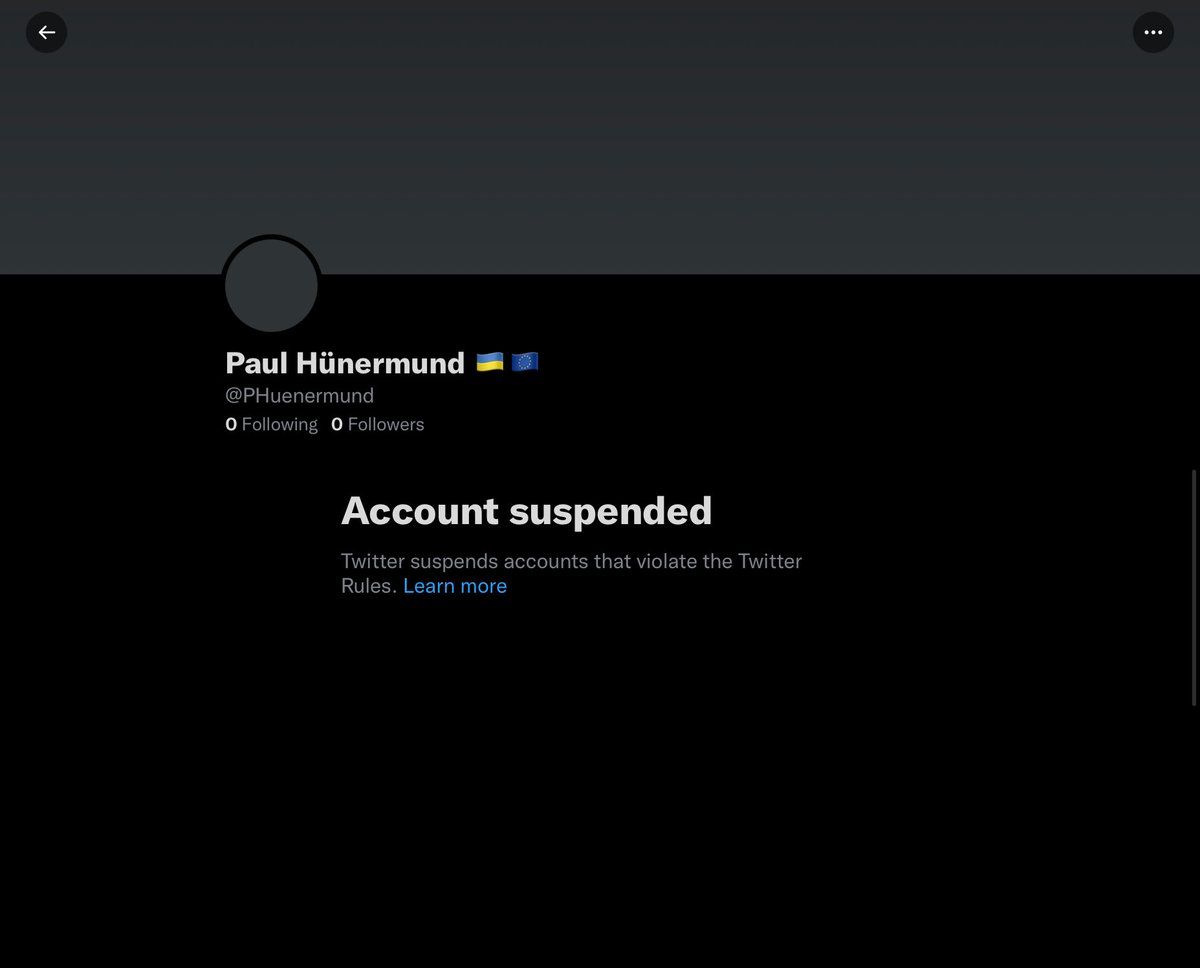 Paul Hünermund 🇺🇦 🇪🇺
@PHuenermund
0 Following 0 Followers
Account suspended
Twitter suspends accounts that violate the Twitter
Rules. Learn more